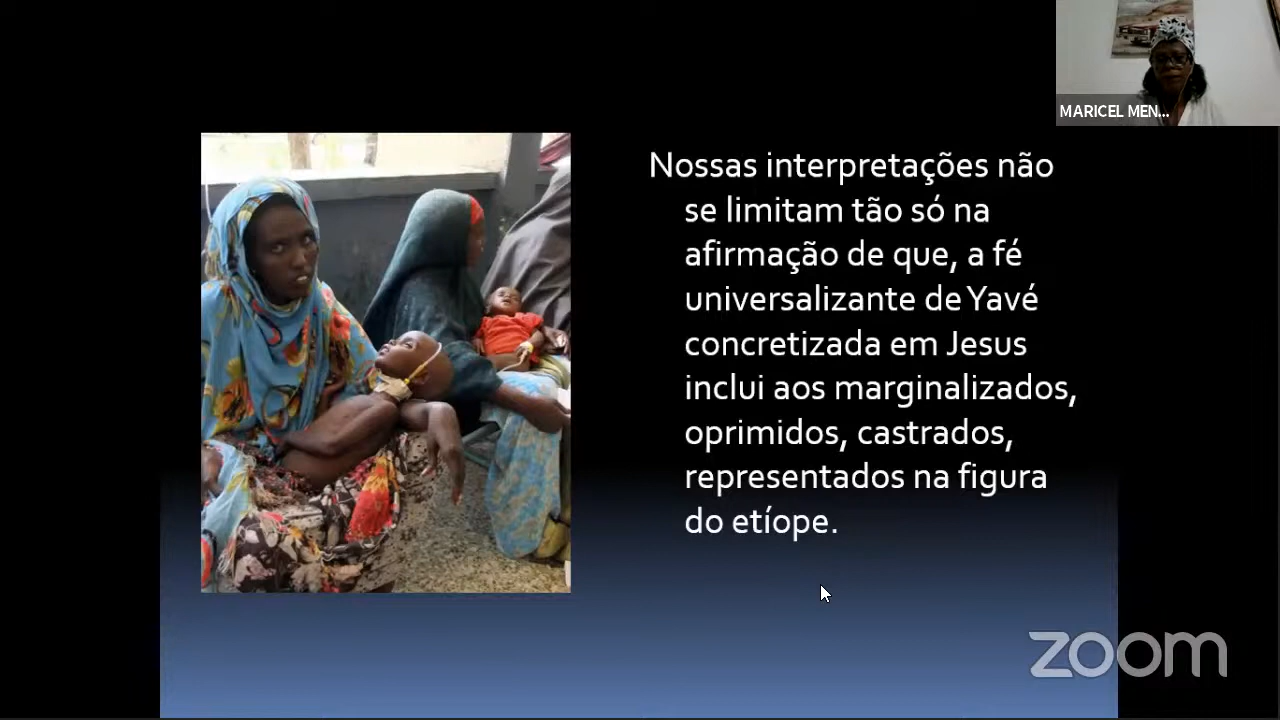 MARICEL MEN...
Nossas interpretações não
se limitam tão só na
afirmação de que, a fé
universalizante de Yavé
concretizada em Jesus
inclui aos marginalizados,
oprimidos, castrados,
representados na figura
do etíope.
zoom